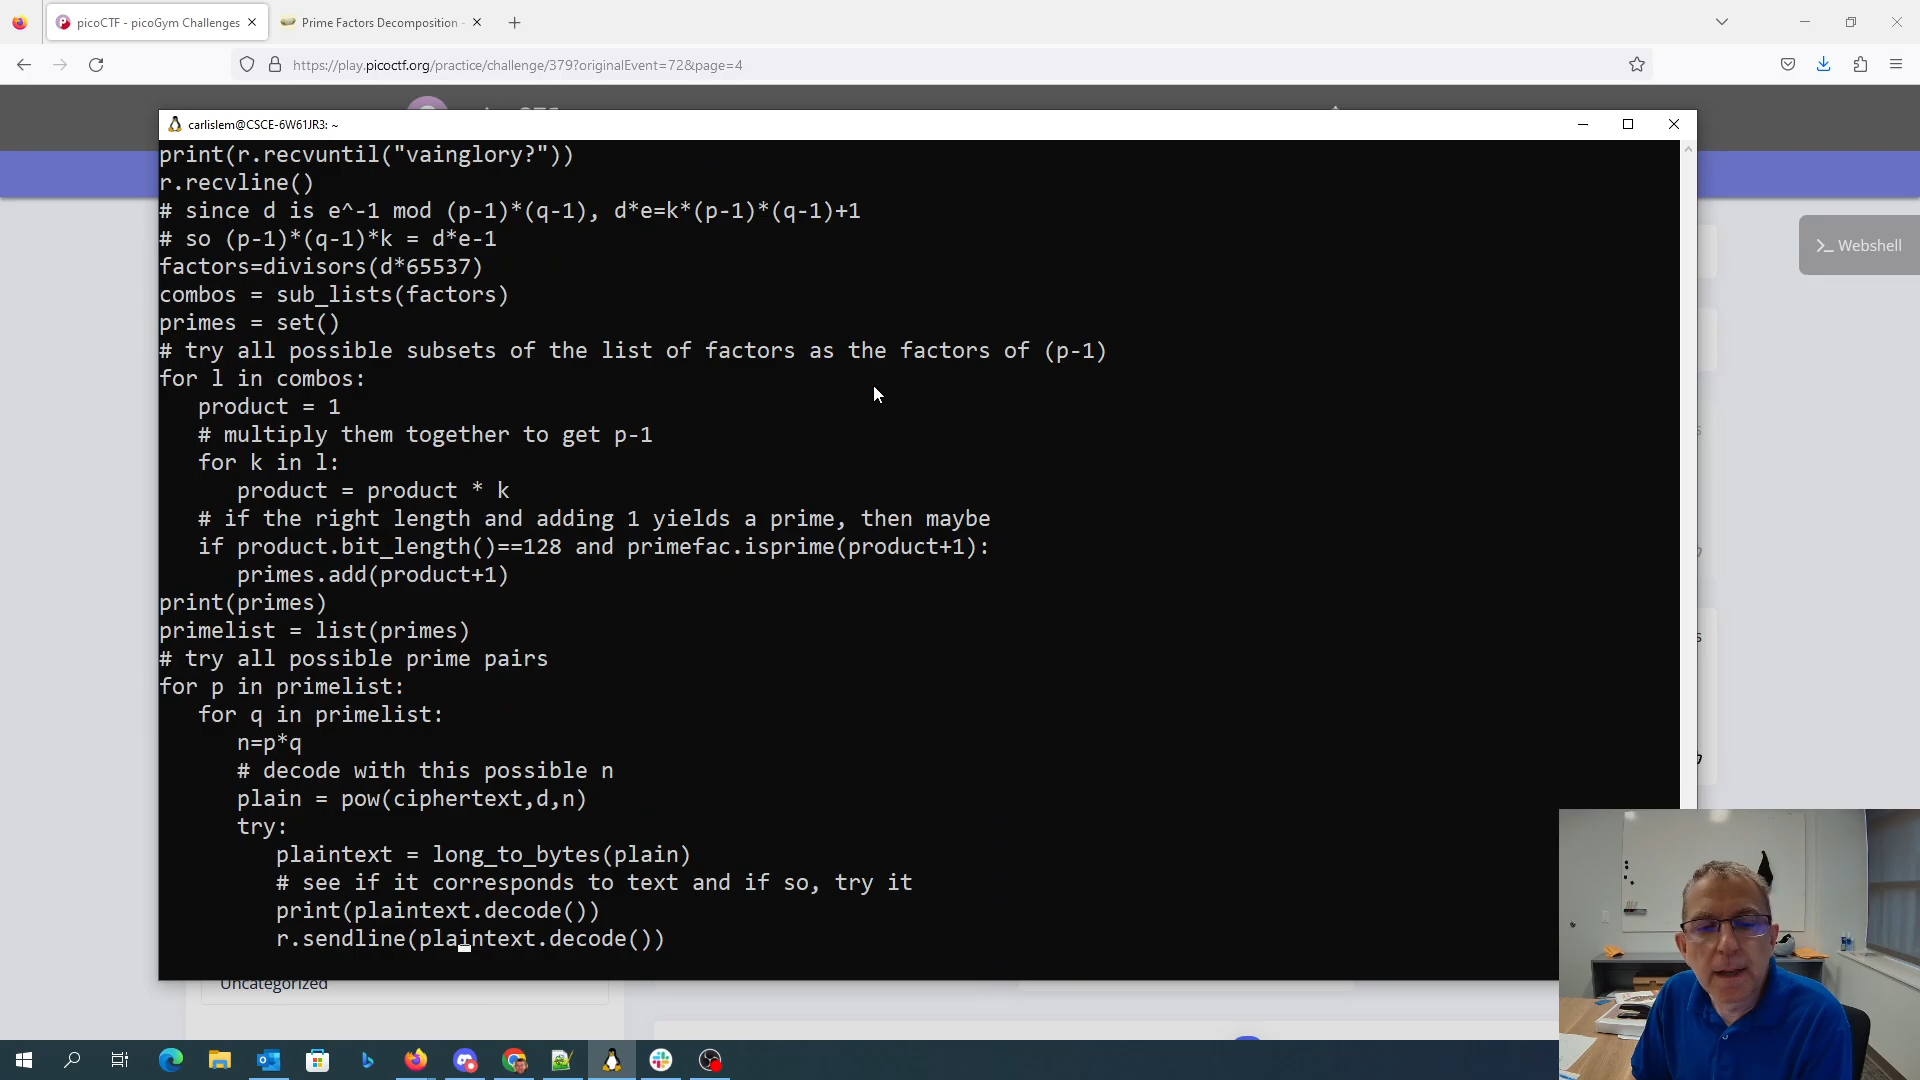 picoCTF - picoGym Challenges
Prime Factors Decomposition -
https://play.picoctf.org/practice/challenge/379?originalEvent=72&page=4
carlislem@CSCE-6W61JR3: ~
print(r.recvuntil("vainglory?"))
r.recvline()
# since d is e^-1 mod (p-1)*(q-1), d*e=k*(p-1)*(q-1)+1
# so (p-1)*(q-1)*k = d*e-1
factors=divisors(d*65537)
combos = sub_lists(factors)
primes = set()
# try all possible subsets of the list of factors as the factors of (p-1)
for l in combos:
product = 1
# multiply them together to get p-1
for k in l:
product = product * k
# if the right length and adding 1 yields a prime, then maybe
if product.bit_length()==128 and primefac.isprime(product+1):
primes.add(product+1)
print(primes)
primelist = list(primes)
# try all possible prime pairs
for p in primelist:
for q in primelist:
n=p*q
# decode with this possible n
plain = pow(ciphertext,d,n)
try:
plaintext = long_to_bytes(plain)
# see if it corresponds to text and if so, try it
print(plaintext.decode())
r.sendline(plaintext.decode())
>_ Webshell
Uncategorized